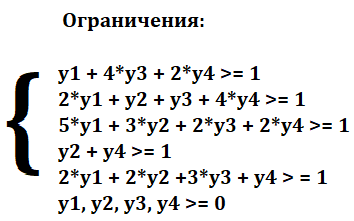 Ограничения:
y1 + 4*y3 + 2*y4 >= 1
2*y1 + y2 + y3 + 4*y4 >= 1
5*y1 + 3*y2 + 2*y3 + 2*y4 >= 1
y2 + y4 >= 1
2*y1 + 2*y2 +3*y3 + y4 > = 1
y1, y2, y3, y4 >= 0